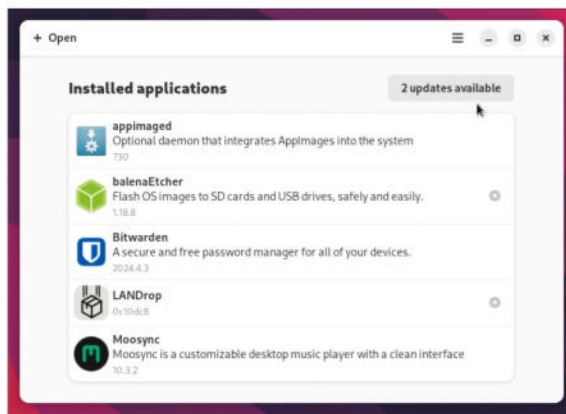 + Open
Installed applications
2 updates available
appimaged
Optional daemon that integrates AppImages into the system
730
balenaEtcher
Flash OS images to SD cards and USB drives, safely and easily.
1.18.8
Bitwarden
A secure and free password manager for all of your devices.
2024.4.3
LANDrop
0c10dc8
Moosync
Moosync is a customizable desktop music player with a clean interface
10.3.2